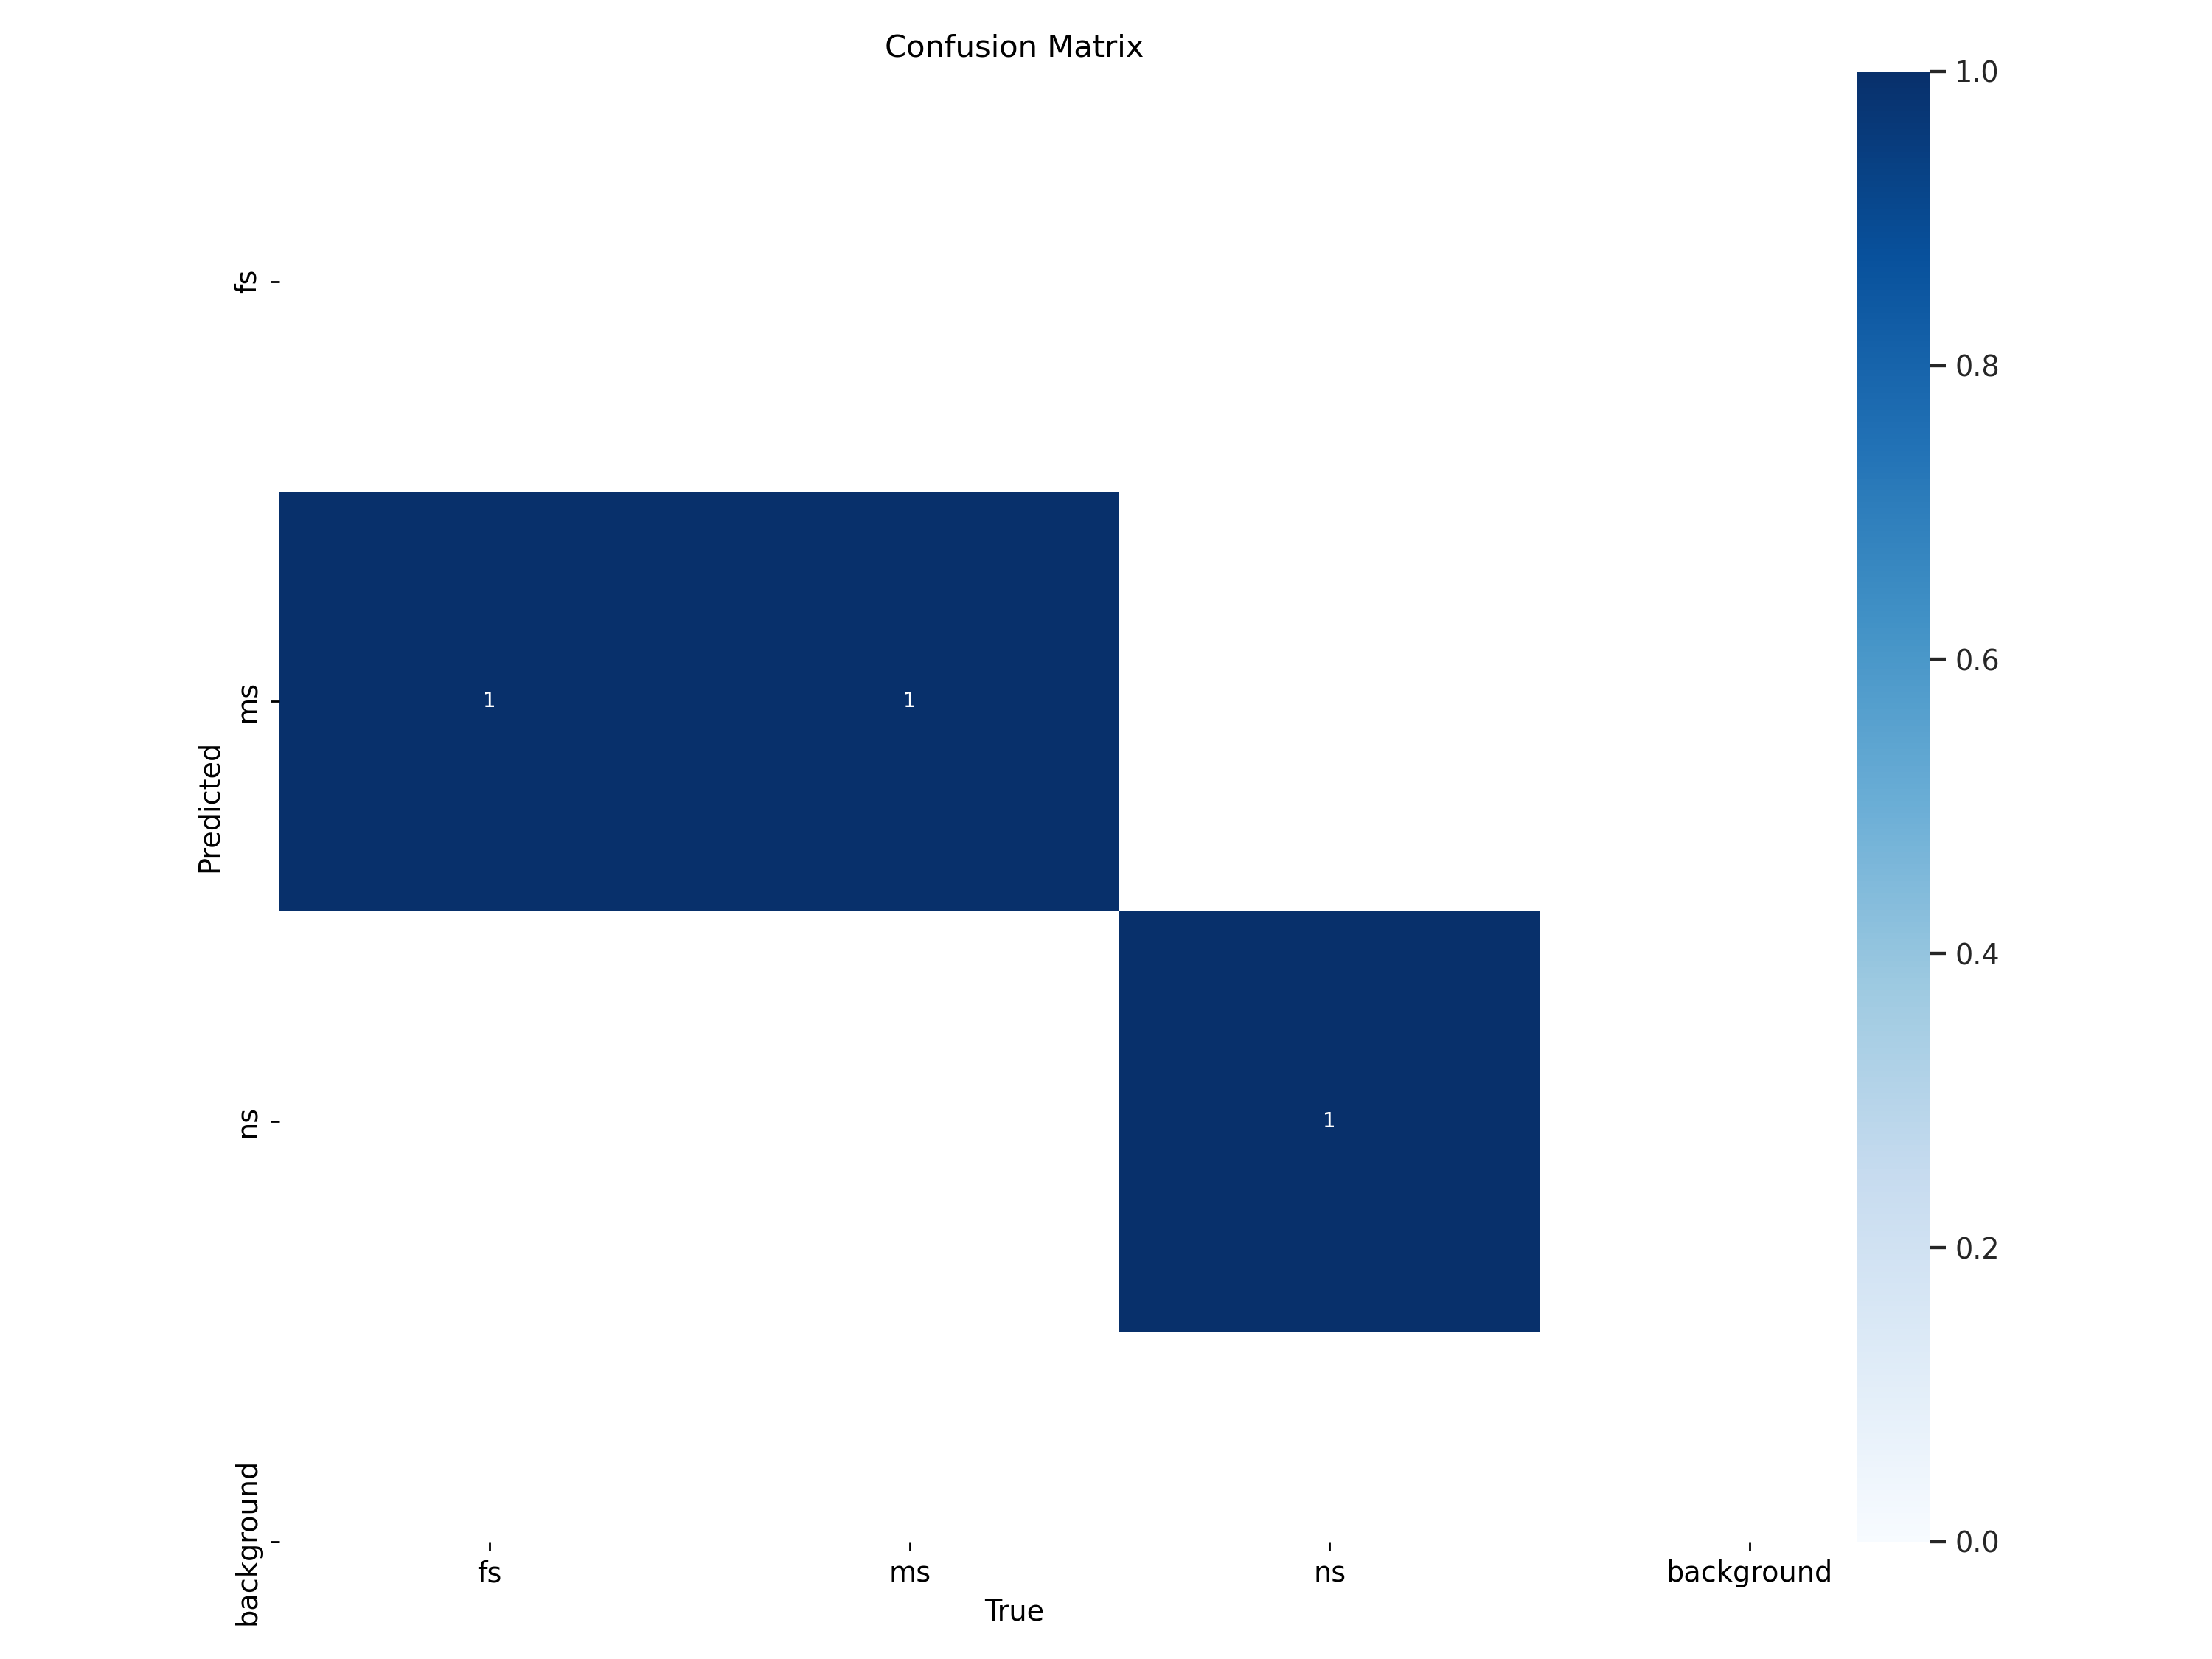 Confusion Matrix
1.0
fs
0.8
0.6
ms
1
1
Predicted
0.4
ns
1
0.2
background
0.0
fs
ms
ns
background
True